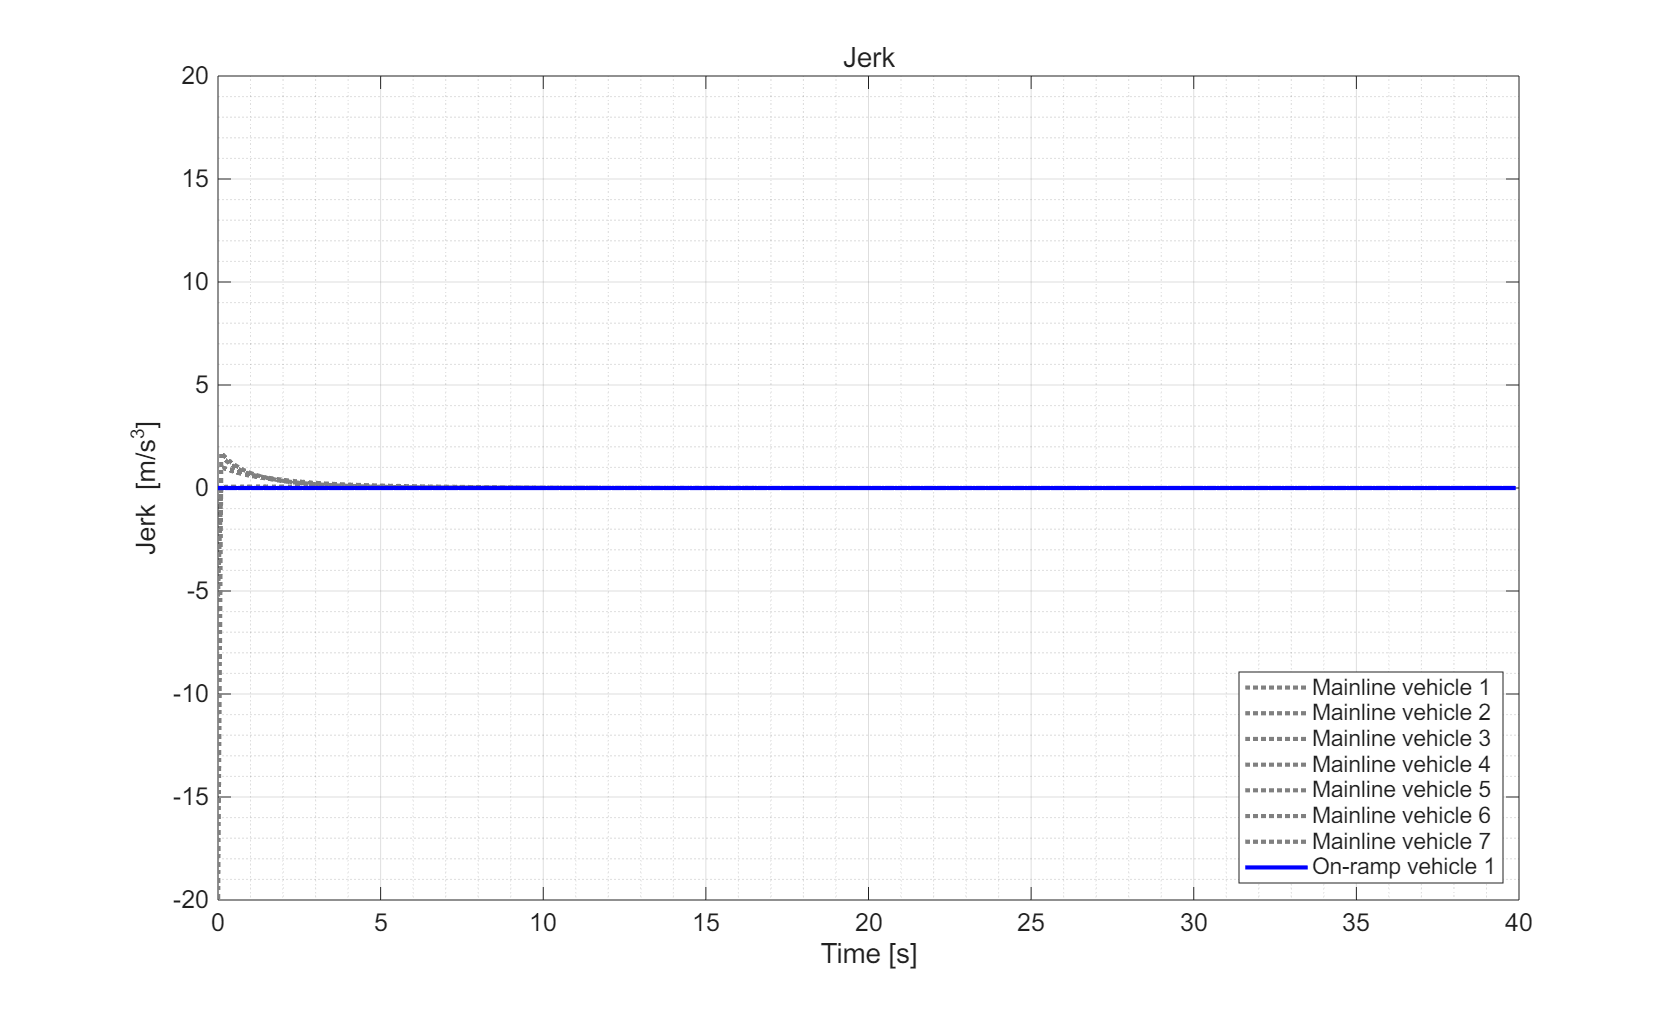 Jerk
20
15
10
5
0
-5
-10
-15
-20
Jerk [m/s³]
0 5 10 15 20 25 30 35 40
Time [s]
Mainline vehicle 1
Mainline vehicle 2
Mainline vehicle 3
Mainline vehicle 4
Mainline vehicle 5
Mainline vehicle 6
Mainline vehicle 7
On-ramp vehicle 1